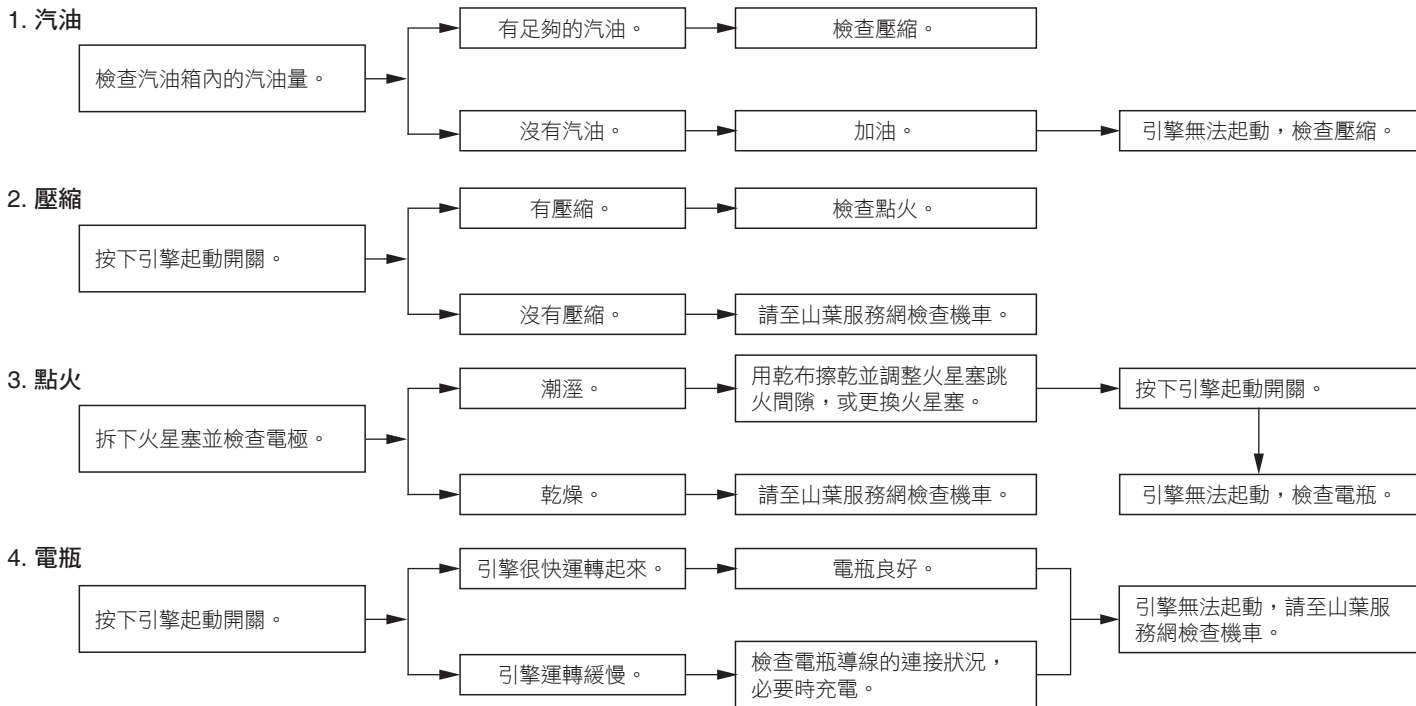 1. 汽油
檢查汽油箱內的汽油量。
有足夠的汽油。
檢查壓縮。
沒有汽油。
加油。
引擎無法起動，檢查壓縮。
2. 壓縮
按下引擎起動開關。
有壓縮。
檢查點火。
沒有壓縮。
請至山葉服務網檢查機車。
3. 點火
拆下火星塞並檢查電極。
潮溼。
用乾布擦乾並調整火星塞跳
火間隙，或更換火星塞。
按下引擎起動開關。
乾燥。
請至山葉服務網檢查機車。
引擎無法起動，檢查電瓶。
4. 電瓶
按下引擎起動開關。
引擎很快運轉起來。
電瓶良好。
引擎運轉緩慢。
檢查電瓶導線的連接狀況，
必要時充電。
引擎無法起動，請至山葉服
務網檢查機車。